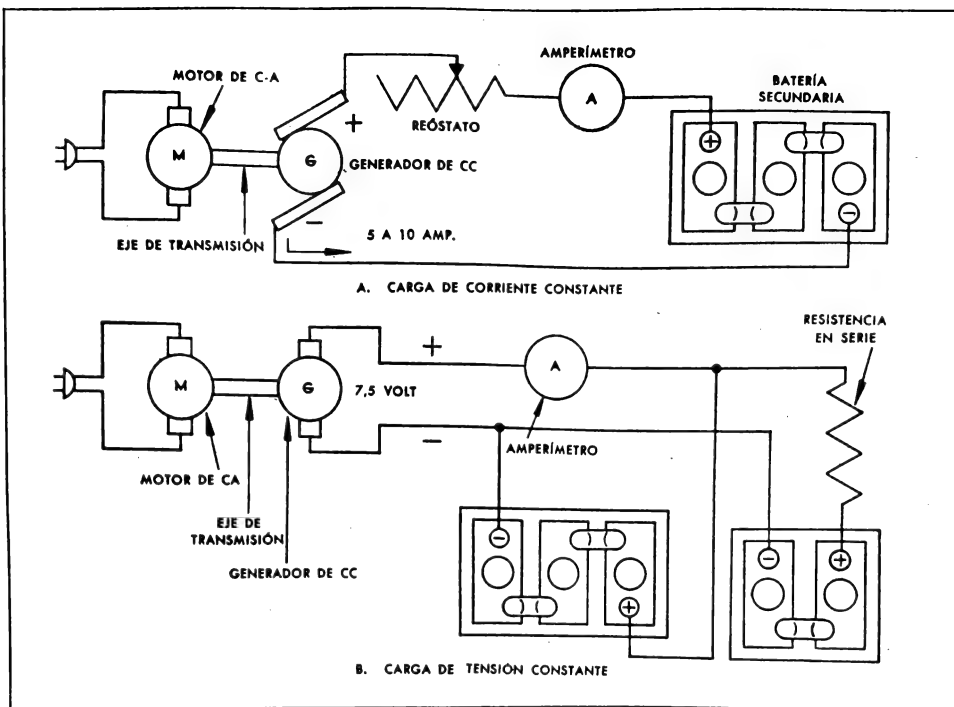 MOTOR DE C-A
M
EJE DE TRANSMISIÓN
G
+
−
GENERADOR DE CC
5 A 10 AMP.
REÓSTATO
AMPERÍMETRO
A
BATERÍA
SECUNDARIA
+
−
A. CARGA DE CORRIENTE CONSTANTE
M
MOTOR DE CA
EJE DE
TRANSMISIÓN
G
GENERADOR DE CC
7,5 VOLT
+
−
A
AMPERÍMETRO
RESISTENCIA
EN SERIE
−
+
−
+
B. CARGA DE TENSIÓN CONSTANTE